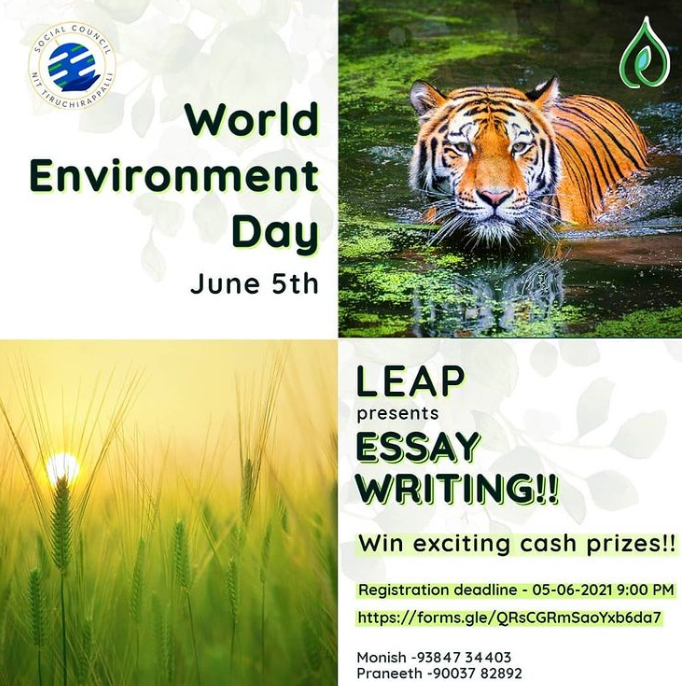 SOCIAL COUNCIL
NIT TIRUCHIRAPPALLI
World
Environment
Day
June 5th
LEAP
presents
ESSAY
WRITING!!
Win exciting cash prizes!!
Registration deadline - 05-06-2021 9:00 PM
https://forms.gle/QRsCGRmSaoYxb6da7
Monish -93847 34403
Praneeth -90037 82892